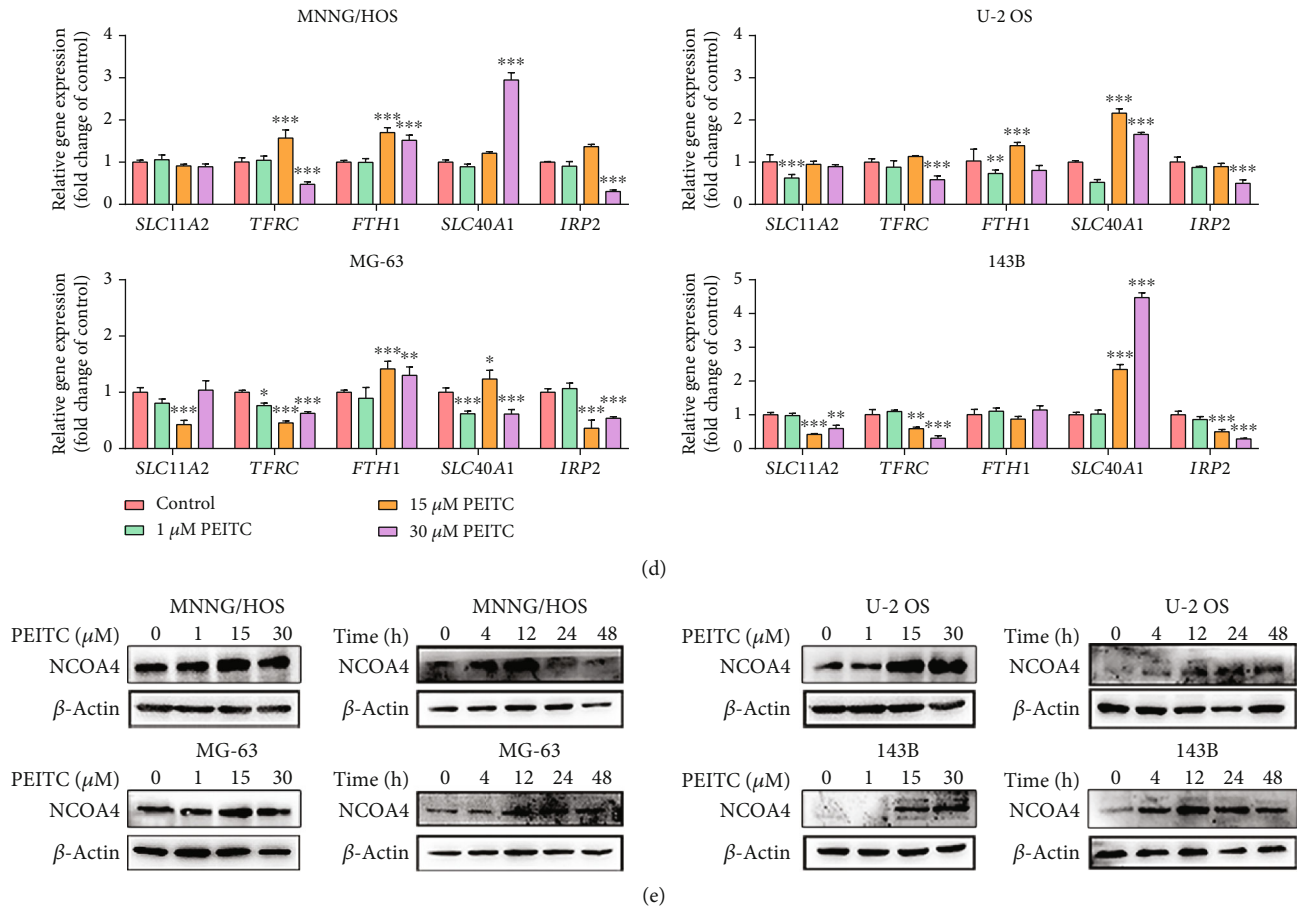 MNNG/HOS
Relative gene expression
(fold change of control)
4
3
2
1
0
*** *** *** *** *** ***
SLC11A2 TFRC FTH1 SLC40A1 IRP2
U-2 OS
Relative gene expression
(fold change of control)
4
3
2
1
0
*** *** ** *** *** *** ***
SLC11A2 TFRC FTH1 SLC40A1 IRP2
MG-63
Relative gene expression
(fold change of control)
3
2
1
0
*** * *** *** *** ** *** * *** *** ***
SLC11A2 TFRC FTH1 SLC40A1 IRP2
143B
Relative gene expression
(fold change of control)
5
4
3
2
1
0
*** ** ** *** *** *** *** ***
SLC11A2 TFRC FTH1 SLC40A1 IRP2
Control
1 μM PEITC
15 μM PEITC
30 μM PEITC
(d)
MNNG/HOS
PEITC (μM) 0 1 15 30
NCOA4
β-Actin
MNNG/HOS
Time (h) 0 4 12 24 48
NCOA4
β-Actin
U-2 OS
PEITC (μM) 0 1 15 30
NCOA4
β-Actin
U-2 OS
Time (h) 0 4 12 24 48
NCOA4
β-Actin
MG-63
PEITC (μM) 0 1 15 30
NCOA4
β-Actin
MG-63
Time (h) 0 4 12 24 48
NCOA4
β-Actin
143B
PEITC (μM) 0 1 15 30
NCOA4
β-Actin
143B
Time (h) 0 4 12 24 48
NCOA4
β-Actin
(e)